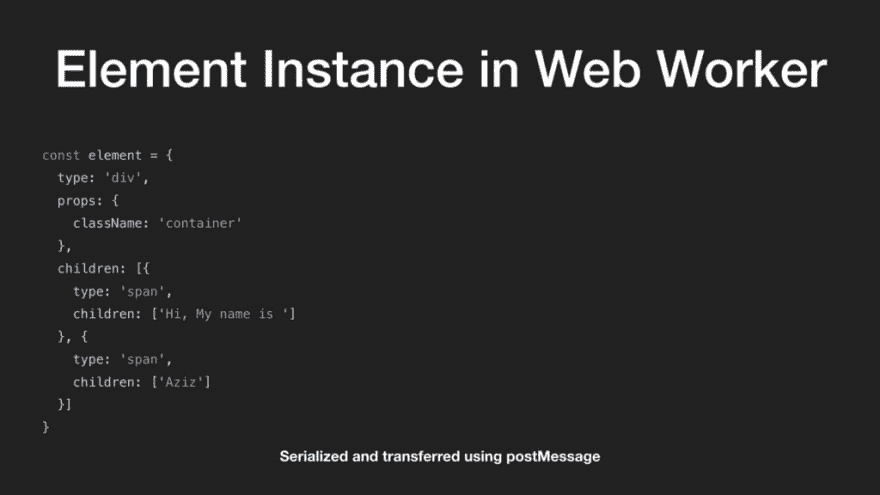 Element Instance in Web Worker
const element = {
  type: 'div',
  props: {
    className: 'container'
  },
  children: [{
    type: 'span',
    children: ['Hi, My name is ']
  }, {
    type: 'span',
    children: ['Aziz']
  }]
}
Serialized and transferred using postMessage